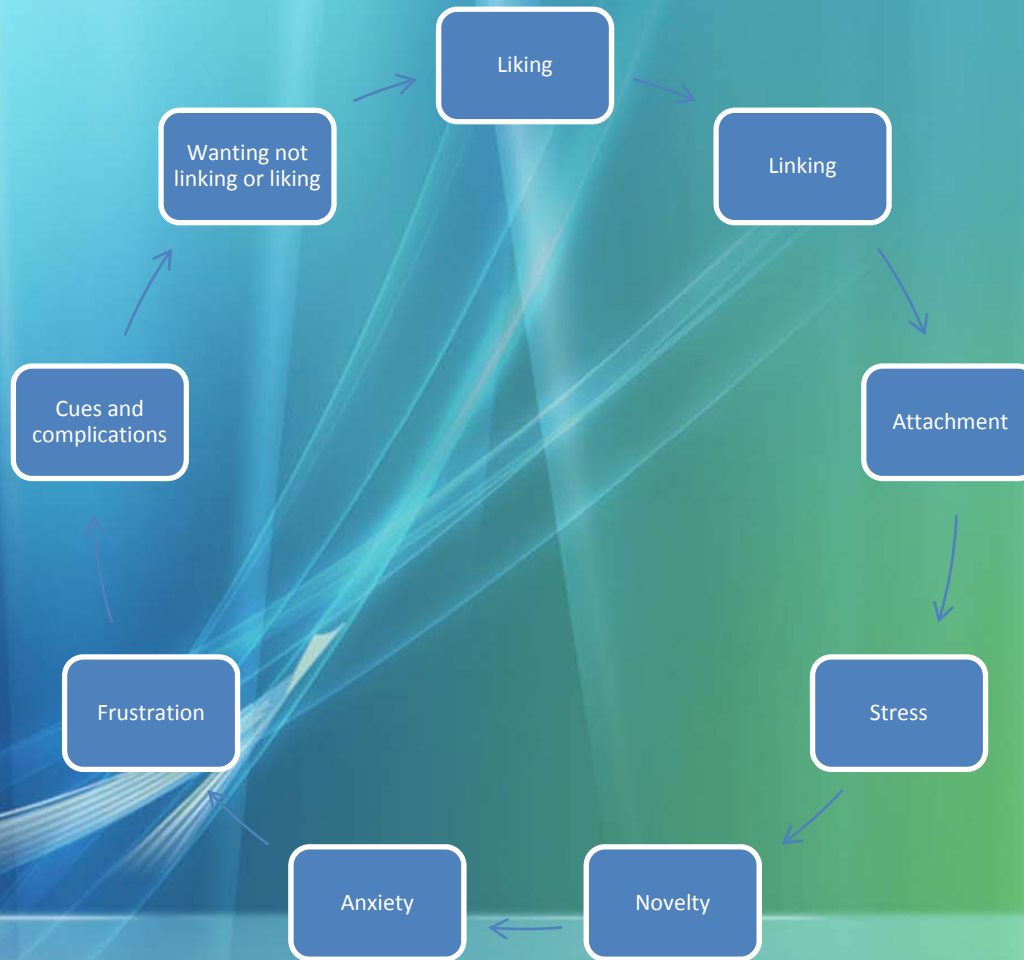 Liking
Linking
Attachment
Stress
Novelty
Anxiety
Frustration
Cues and
complications
Wanting not
linking or liking